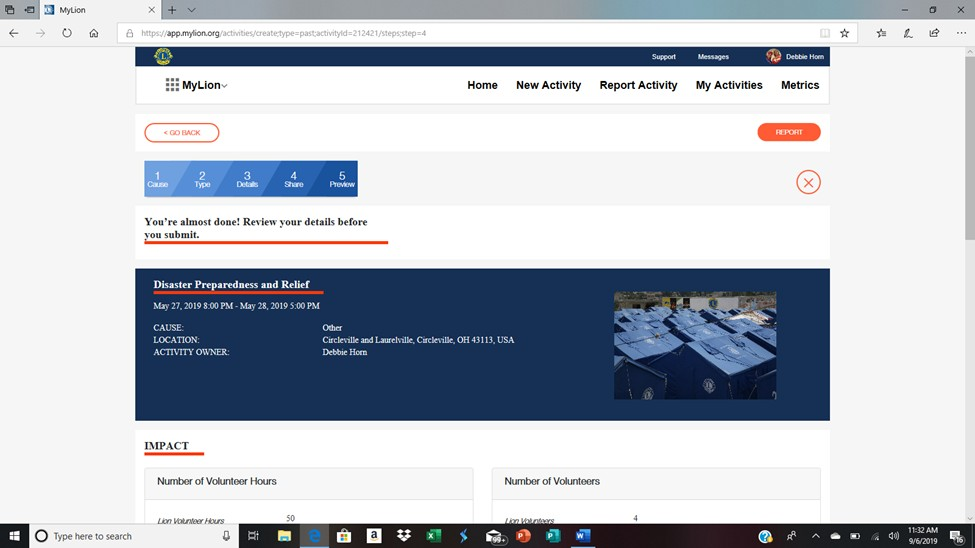 MyLion
https://app.mylion.org/activities/create;type=past;activityId=212421/steps;step=4
Support Messages Debbie Horn
MyLion
Home New Activity Report Activity My Activities Metrics
< GO BACK
REPORT
1 2 3 4 5
Cause Type Details Share Preview
You're almost done! Review your details before
you submit.
Disaster Preparedness and Relief
May 27, 2019 8:00 PM - May 28, 2019 5:00 PM
CAUSE: Other
LOCATION: Circleville and Laurelville, Circleville, OH 43113, USA
ACTIVITY OWNER: Debbie Horn
IMPACT
Number of Volunteer Hours
Number of Volunteers
Lion Volunteer Hours 50
Lion Volunteers 4
Type here to search
99+
11:32 AM
9/6/2019
16